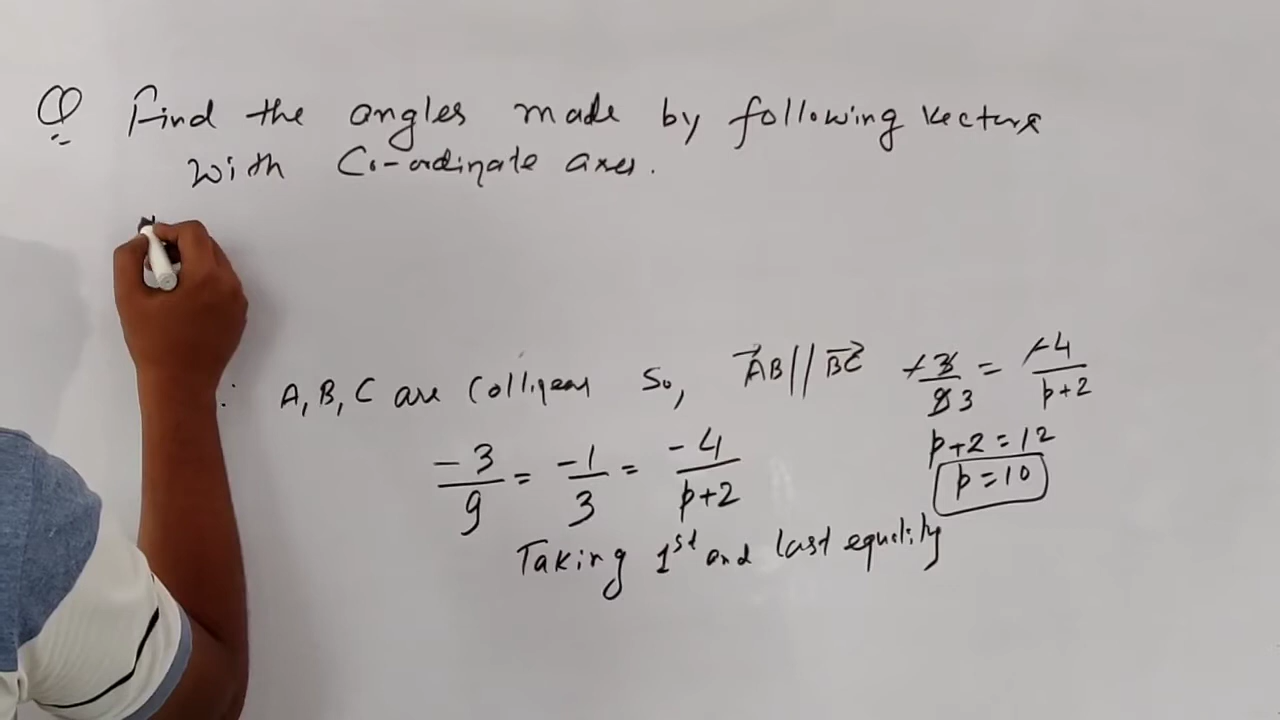 Q Find the angles made by following vectors
with Co-ordinate axes.
∵ A, B, C are Collinear So, AB || BC
-3/9 = -1/3 = -4/p+2
Taking 1st and last equality
-3/9 3 = -4/p+2
p+2 = 12
p = 10